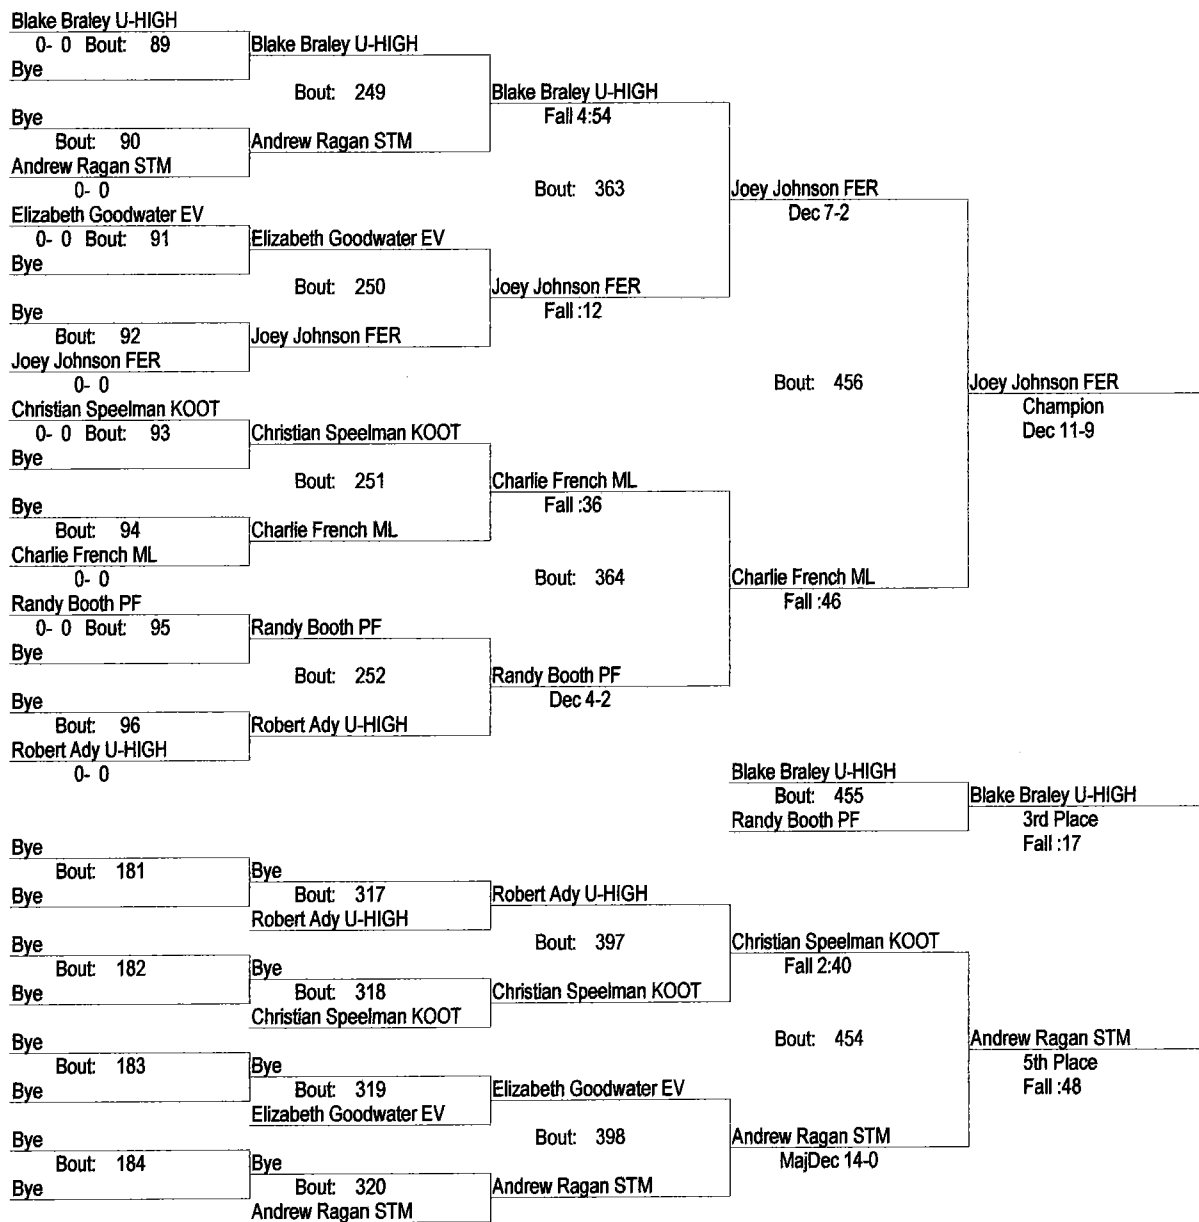 Blake Braley U-HIGH
0- 0 Bout: 89
Blake Braley U-HIGH
Bye
Bout: 249
Blake Braley U-HIGH
Fall 4:54
Bye
Bout: 90
Andrew Ragan STM
Andrew Ragan STM
0- 0
Bout: 363
Joey Johnson FER
Dec 7-2
Elizabeth Goodwater EV
0- 0 Bout: 91
Elizabeth Goodwater EV
Bye
Bout: 250
Joey Johnson FER
Fall :12
Bye
Bout: 92
Joey Johnson FER
Joey Johnson FER
0- 0
Bout: 456
Joey Johnson FER
Champion
Dec 11-9
Christian Speelman KOOT
0- 0 Bout: 93
Christian Speelman KOOT
Bye
Bout: 251
Charlie French ML
Fall :36
Bye
Bout: 94
Charlie French ML
Charlie French ML
0- 0
Bout: 364
Charlie French ML
Fall :46
Randy Booth PF
0- 0 Bout: 95
Randy Booth PF
Bye
Bout: 252
Randy Booth PF
Dec 4-2
Bye
Bout: 96
Robert Ady U-HIGH
Robert Ady U-HIGH
0- 0
Blake Braley U-HIGH
Bout: 455
Blake Braley U-HIGH
Randy Booth PF
3rd Place
Fall :17
Bye
Bout: 181
Bye
Bye
Bout: 317
Robert Ady U-HIGH
Robert Ady U-HIGH
Bye
Bout: 397
Christian Speelman KOOT
Fall 2:40
Bout: 182
Bye
Bye
Bout: 318
Christian Speelman KOOT
Christian Speelman KOOT
Bye
Bout: 454
Andrew Ragan STM
5th Place
Fall :48
Bout: 183
Bye
Bye
Bout: 319
Elizabeth Goodwater EV
Elizabeth Goodwater EV
Bye
Bout: 398
Andrew Ragan STM
MajDec 14-0
Bout: 184
Bye
Bye
Bout: 320
Andrew Ragan STM
Andrew Ragan STM